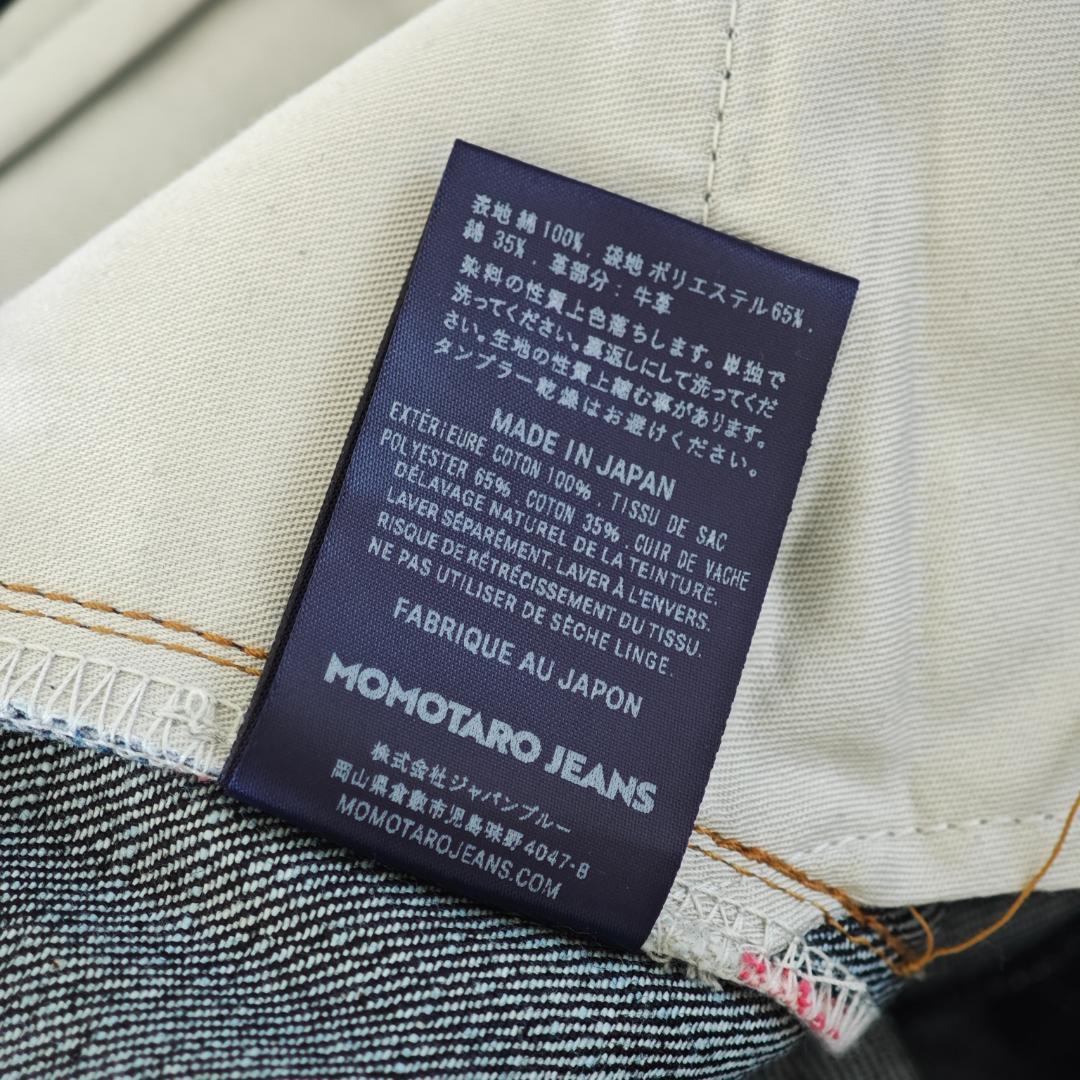 表地 綿 100%. 袋地 ポリエステル 65%.
綿 35%. 革部分：牛革
染料の性質上色落ちします。単独で
洗ってください。裏返しにして洗ってくだ
さい。生地の性質上縮む事があります。
タンブラー乾燥はお避けください。
MADE IN JAPAN
EXTÉRIEURE COTON 100%. TISSU DE SAC
POLYESTER 65%. COTON 35%. CUIR DE VACHE
DÉLAVAGE NATUREL DE LA TEINTURE.
LAVER SÉPARÉMENT. LAVER À L'ENVERS.
RISQUE DE RÉTRÉCISSEMENT DU TISSU.
NE PAS UTILISER DE SÈCHE LINGE.
FABRIQUE AU JAPON
MOMOTARO JEANS
株式会社ジャパンブルー
岡山県倉敷市児島味野4047-8
MOMOTAROJEANS.COM